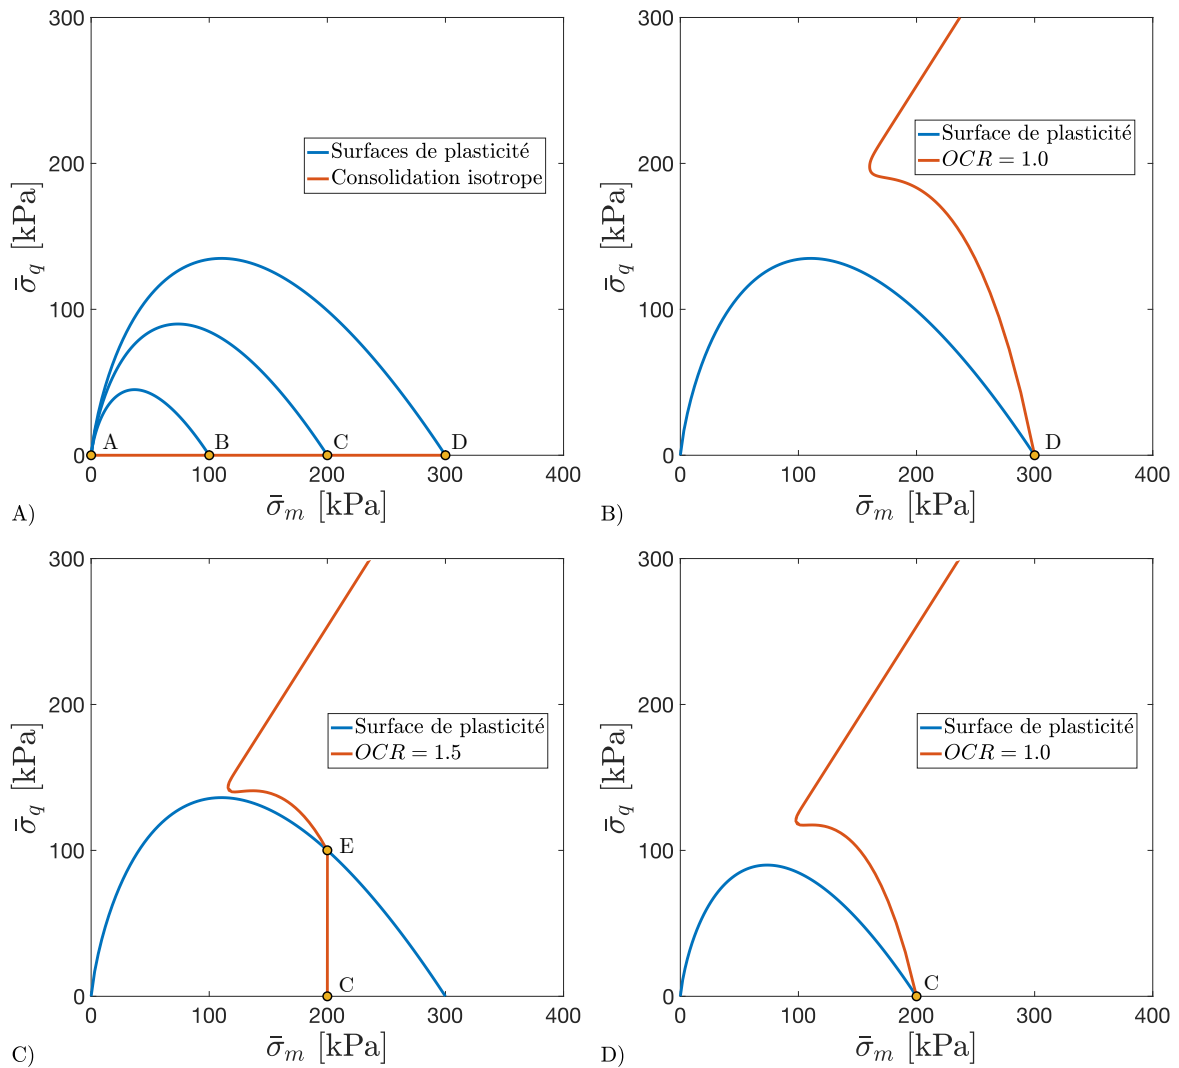 300
200
100
0
0
100
200
300
400
σ̄q [kPa]
σ̄m [kPa]
Surfaces de plasticité
Consolidation isotrope
A
B
C
D
A)
300
200
100
0
0
100
200
300
400
σ̄q [kPa]
σ̄m [kPa]
Surface de plasticité
OCR = 1.0
D
B)
300
200
100
0
0
100
200
300
400
σ̄q [kPa]
σ̄m [kPa]
Surface de plasticité
OCR = 1.5
E
C
C)
300
200
100
0
0
100
200
300
400
σ̄q [kPa]
σ̄m [kPa]
Surface de plasticité
OCR = 1.0
C
D)